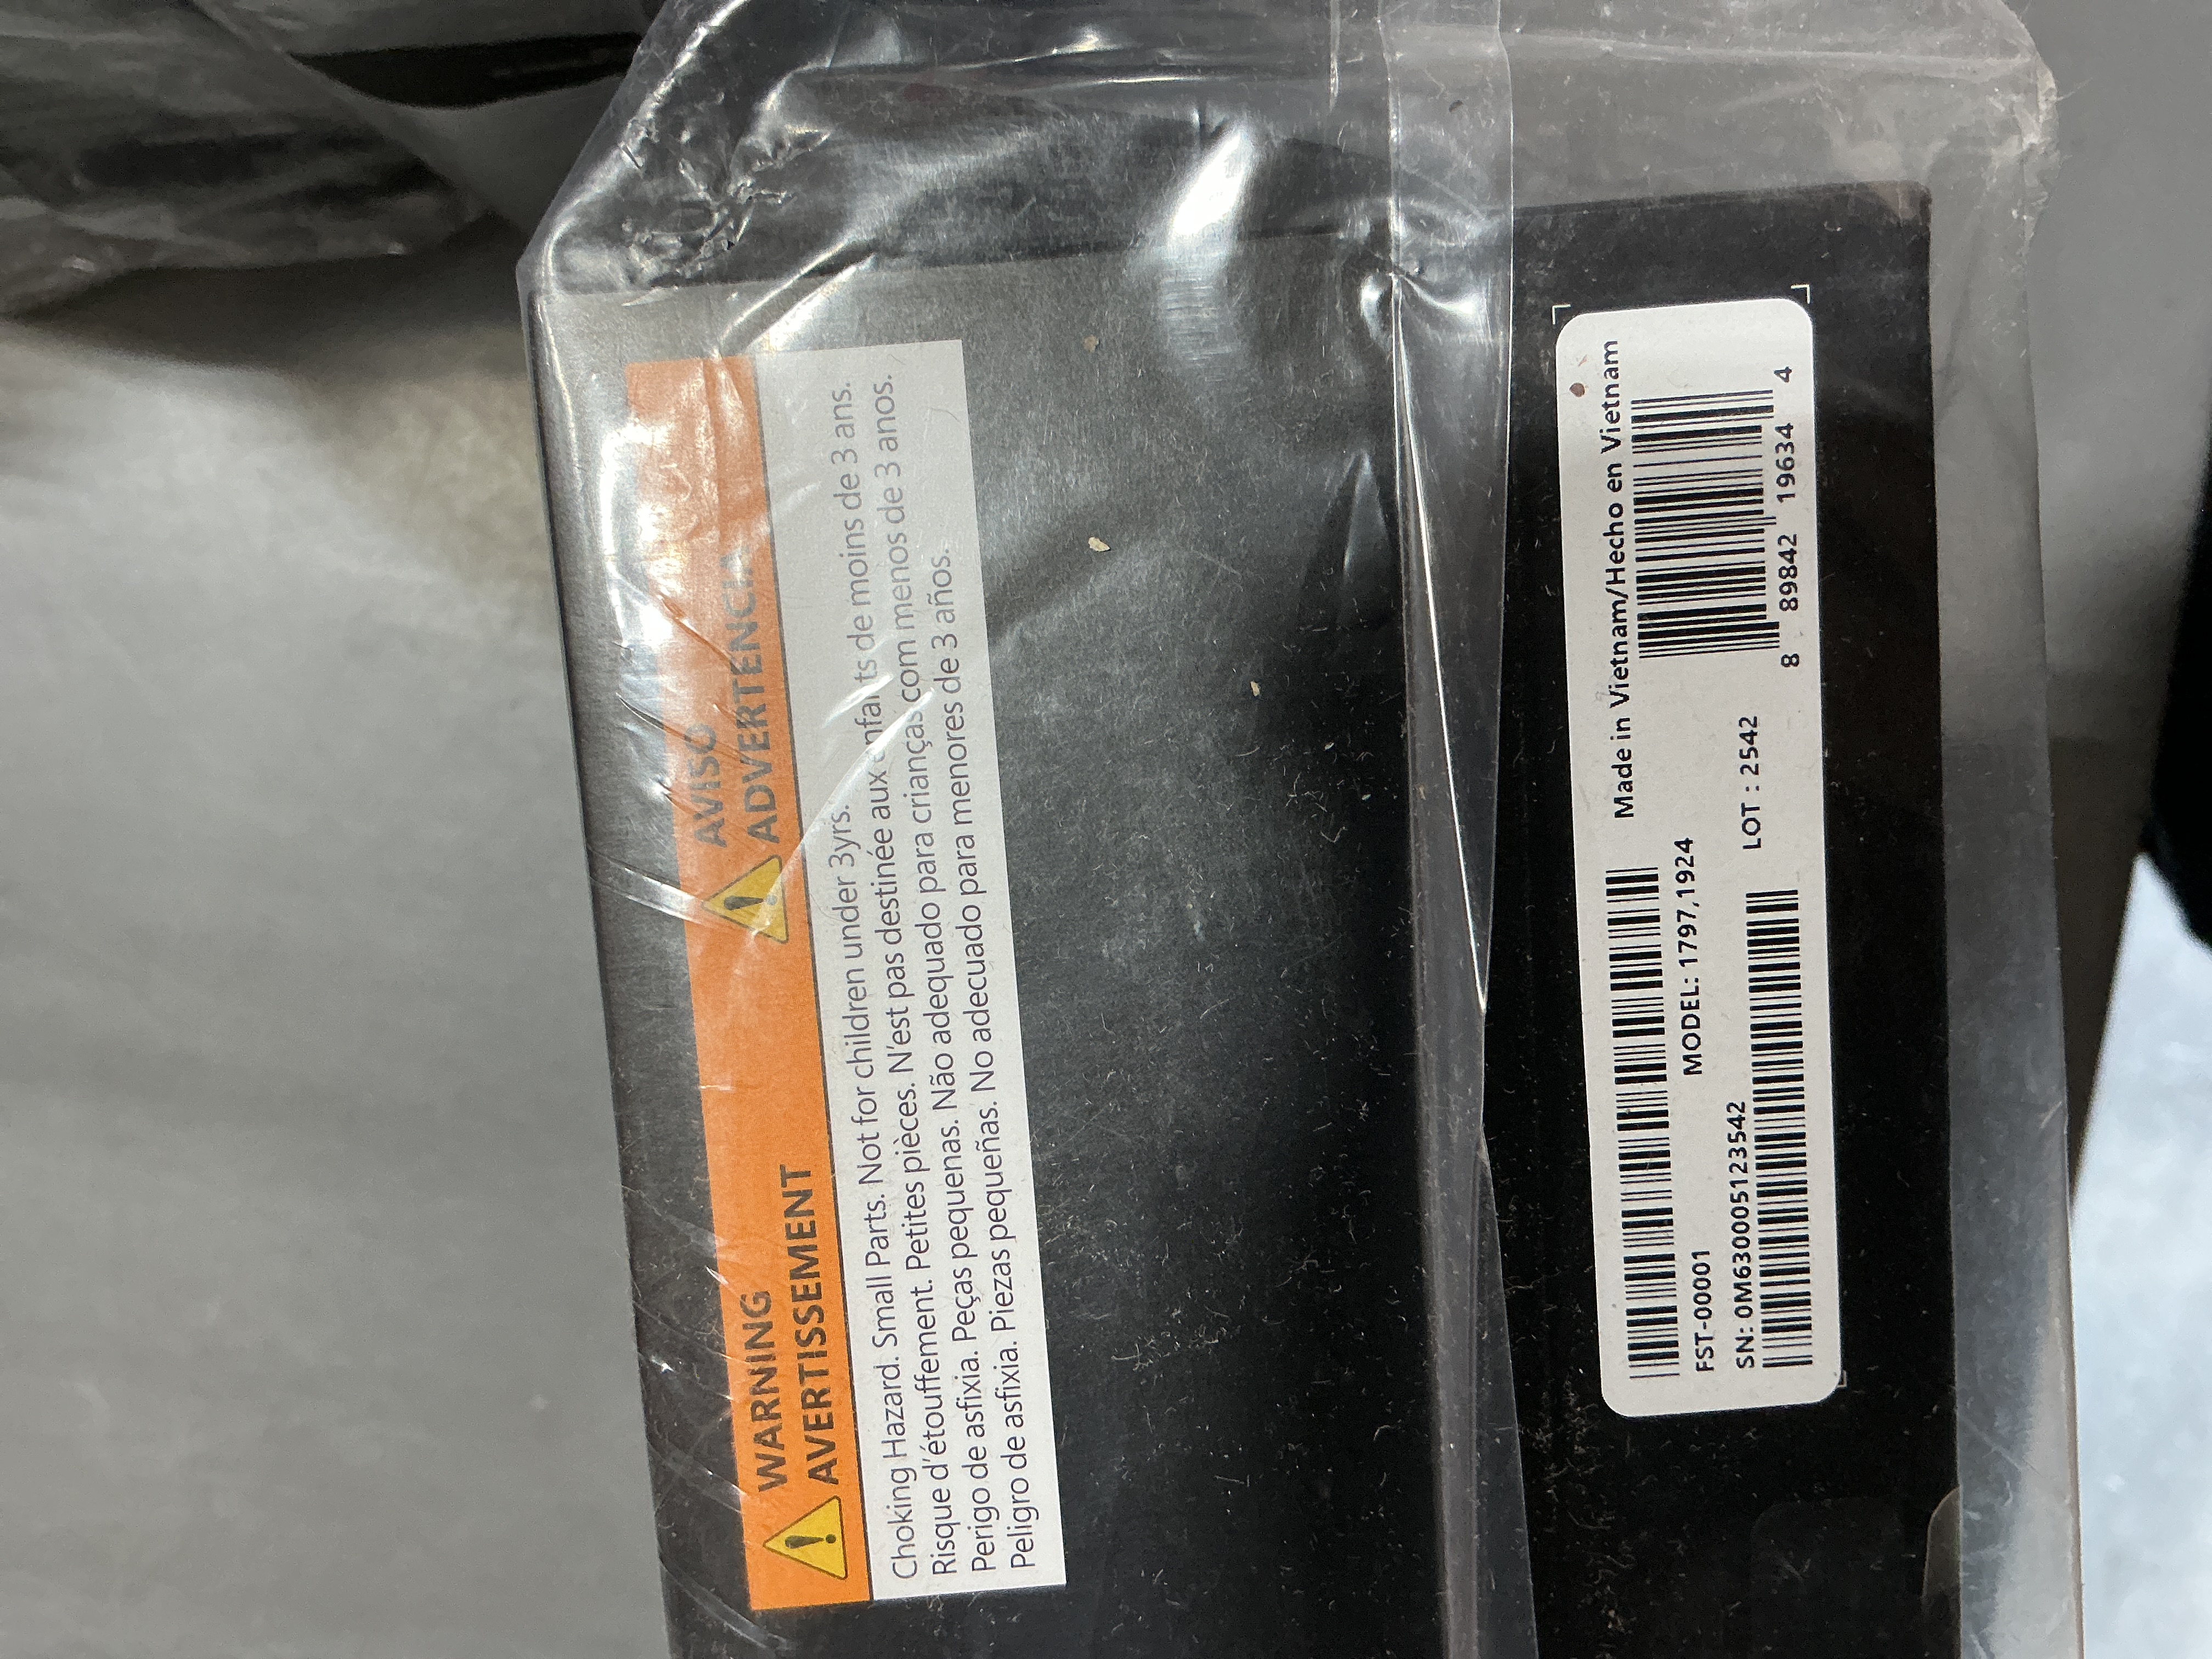 WARNING
AVERTISSEMENT
AVISO
ADVERTENCIA
Choking Hazard. Small Parts. Not for children under 3yrs.
Risque d'étouffement. Petites pièces. N'est pas destinée aux enfants de moins de 3 ans.
Perigo de asfixia. Peças pequenas. Não adequado para crianças com menos de 3 anos.
Peligro de asfixia. Piezas pequeñas. No adecuado para menores de 3 años.
Made in Vietnam/Hecho en Vietnam
FST-00001 MODEL: 1797,1924
SN: 0M630005123542 LOT : 2542
8 89842 19634 4